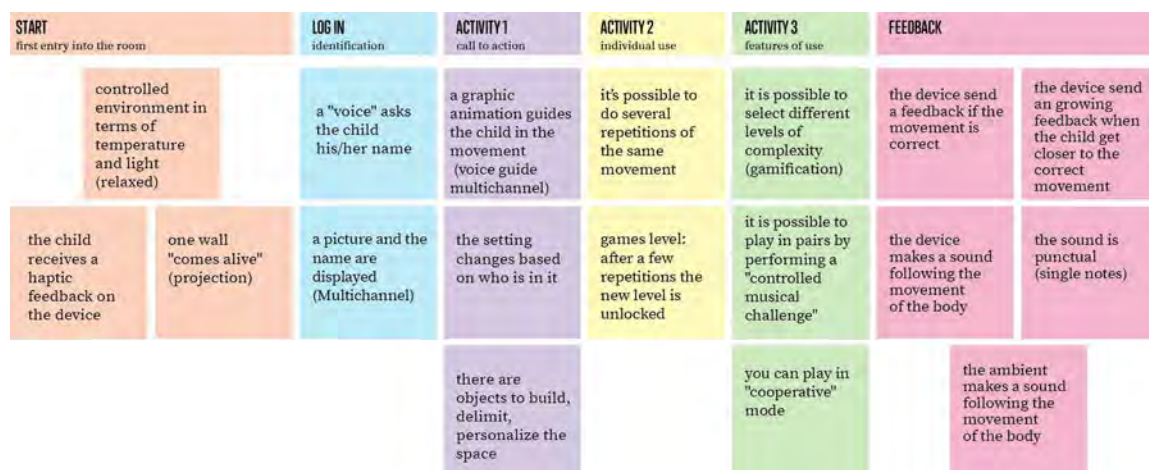 START
first entry into the room
LOG IN
identification
ACTIVITY 1
call to action
ACTIVITY 2
individual use
ACTIVITY 3
features of use
FEEDBACK
controlled
environment in
terms of
temperature
and light
(relaxed)
a "voice" asks
the child
his/her name
a graphic
animation guides
the child in the
movement
(voice guide
multichannel)
it's possible to
do several
repetitions of
the same
movement
it is possible to
select different
levels of
complexity
(gamification)
the device send
a feedback if the
movement is
correct
the device send
an growing
feedback when
the child get
closer to the
correct
movement
the child
receives a
haptic
feedback on
the device
one wall
"comes alive"
(projection)
a picture and the
name are
displayed
(Multichannel)
the setting
changes based
on who is in it
games level:
after a few
repetitions the
new level is
unlocked
it is possible to
play in pairs by
performing a
"controlled
musical
challenge"
the device
makes a sound
following the
movement
of the body
the sound is
punctual
(single notes)
there are
objects to build,
delimit,
personalize the
space
you can play in
"cooperative"
mode
the ambient
makes a sound
following the
movement
of the body